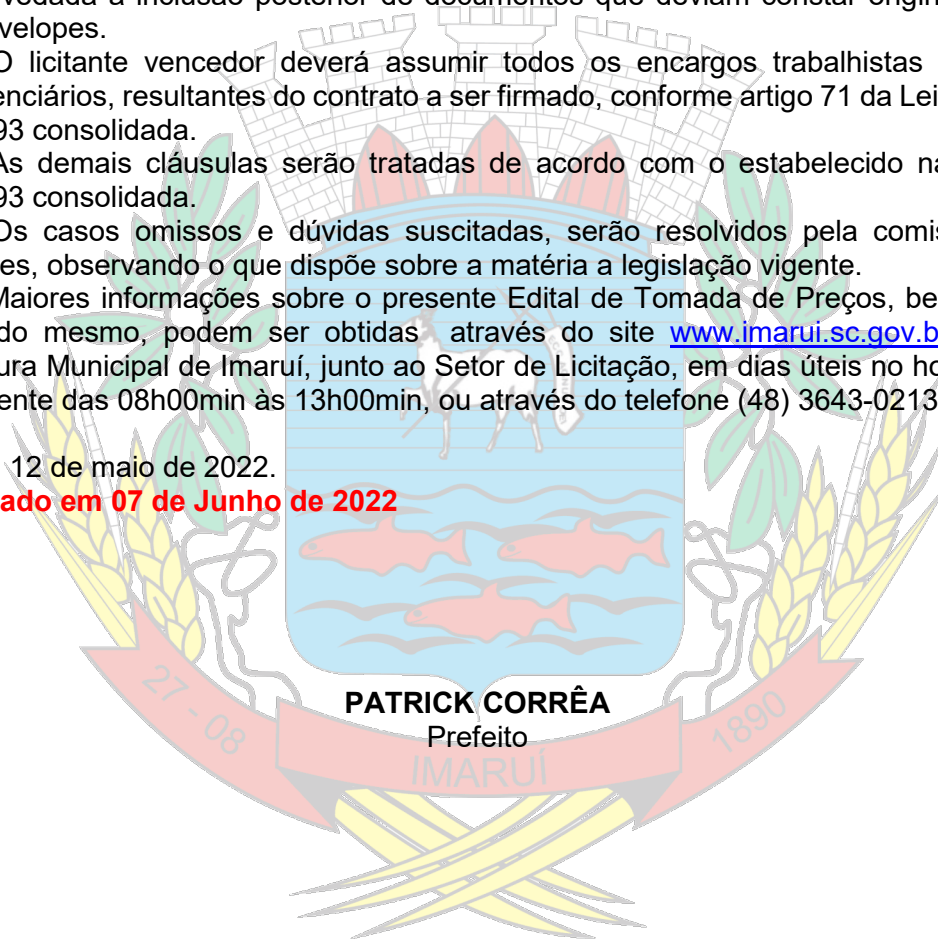 vedada a inclusão posterior de documentos que deviam constar
velopes.
O licitante vencedor deverá assumir todos os encargos trabalhistas
enciários, resultantes do contrato a ser firmado, conforme artigo 71 da Lei
93 consolidada.
As demais cláusulas serão tratadas de acordo com o estabelecido na
93 consolidada.
Os casos omissos e dúvidas suscitadas, serão resolvidos pela comis
es, observando o que dispõe sobre a matéria a legislação vigente.
Maiores informações sobre o presente Edital de Tomada de Preços, be
do mesmo, podem ser obtidas através do site www.imarui.sc.gov.b
ura Municipal de Imaruí, junto ao Setor de Licitação, em dias úteis no ho
ente das 08h00min às 13h00min, ou através do telefone (48) 3643-0213
12 de maio de 2022.
ado em 07 de Junho de 2022
PATRICK CORRÊA
Prefeito
27 - 08
IMARUÍ
1890